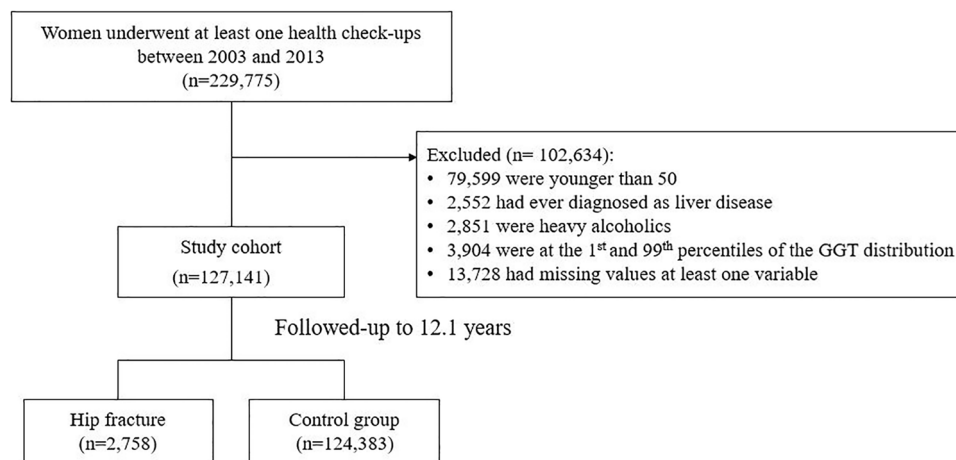 Women underwent at least one health check-ups
between 2003 and 2013
(n=229,775)
Excluded (n= 102,634):
• 79,599 were younger than 50
• 2,552 had ever diagnosed as liver disease
• 2,851 were heavy alcoholics
• 3,904 were at the 1st and 99th percentiles of the GGT distribution
• 13,728 had missing values at least one variable
Study cohort
(n=127,141)
Followed-up to 12.1 years
Hip fracture
(n=2,758)
Control group
(n=124,383)